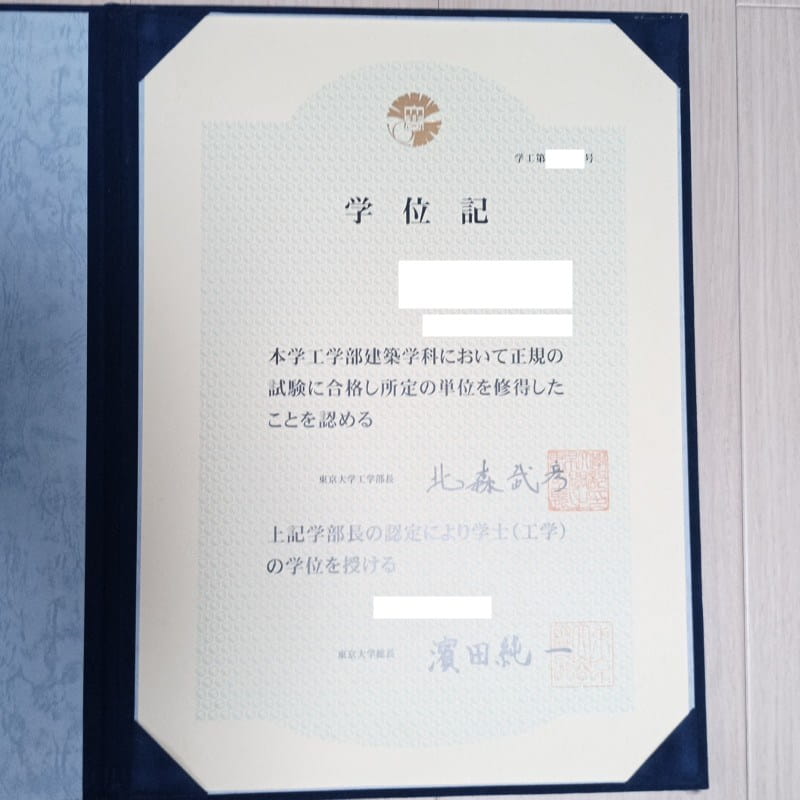 学工第 号
学位記
本学工学部建築学科において正規の
試験に合格し所定の単位を修得した
ことを認める
東京大学工学部長 北森武彦
上記学部長の認定により学士(工学)
の学位を授ける
東京大学総長 濱田純一